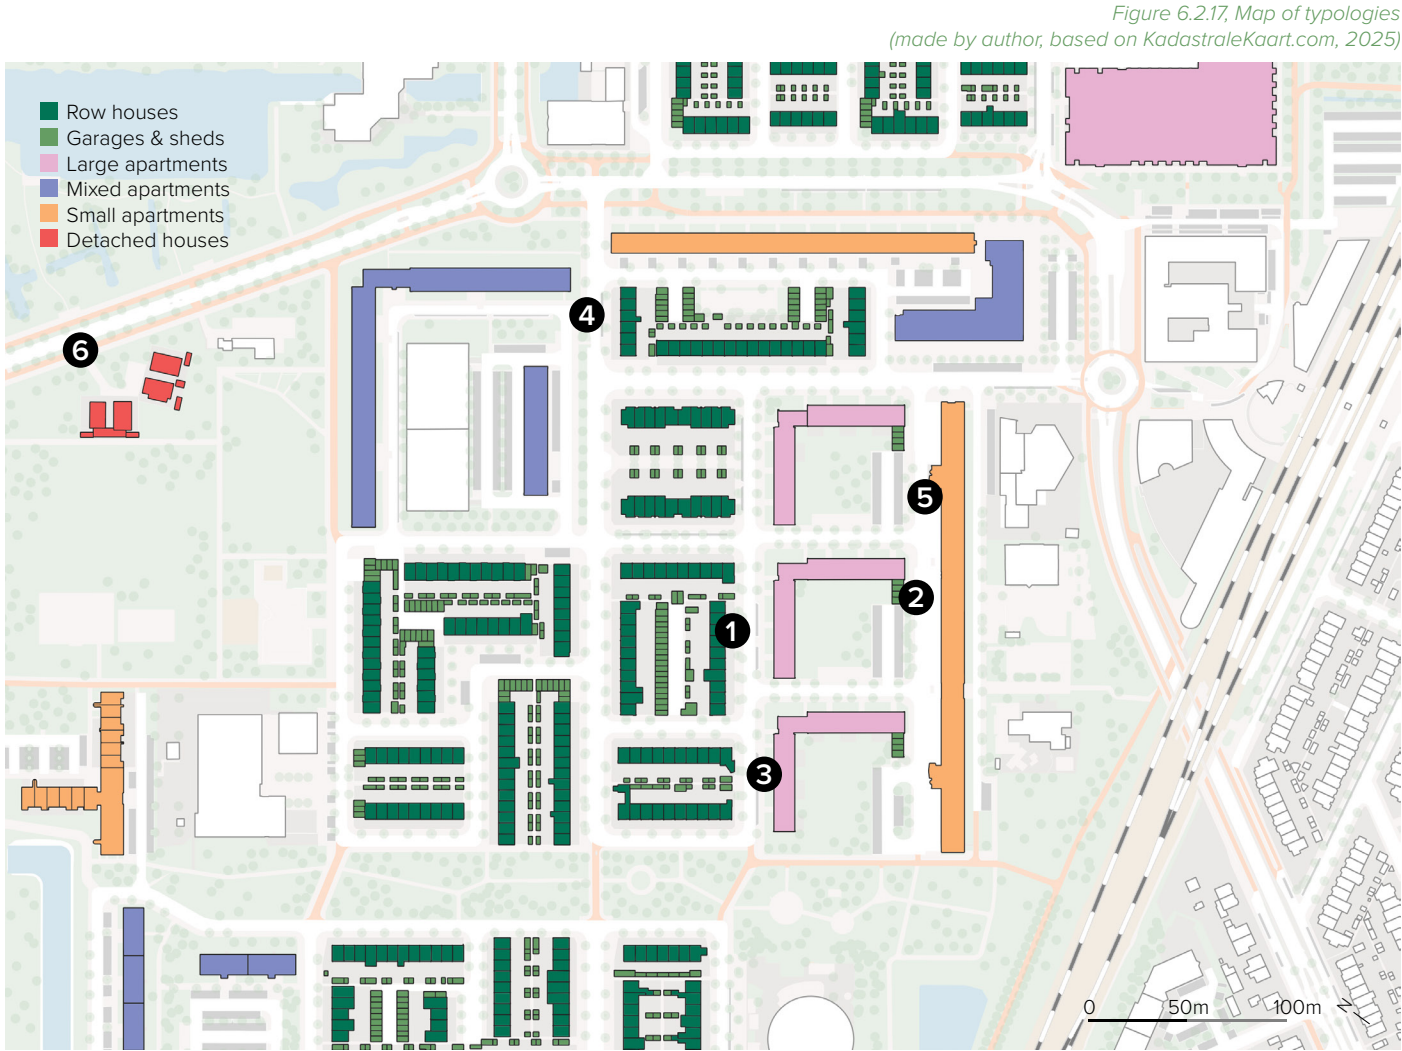 Figure 6.2.17, Map of typologies
(made by author, based on KadastraleKaart.com, 2025)
Row houses
Garages & sheds
Large apartments
Mixed apartments
Small apartments
Detached houses
4
6
5
2
1
3
0 50m 100m N